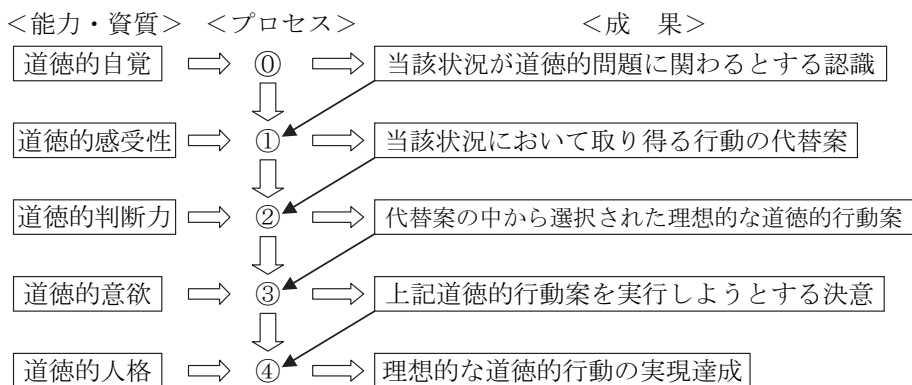 ＜能力・資質＞ ＜プロセス＞ ＜成　果＞
道徳的自覚 ⓪ 当該状況が道徳的問題に関わるとする認識
道徳的感受性 ① 当該状況において取り得る行動の代替案
道徳的判断力 ② 代替案の中から選択された理想的な道徳的行動案
道徳的意欲 ③ 上記道徳的行動案を実行しようとする決意
道徳的人格 ④ 理想的な道徳的行動の実現達成